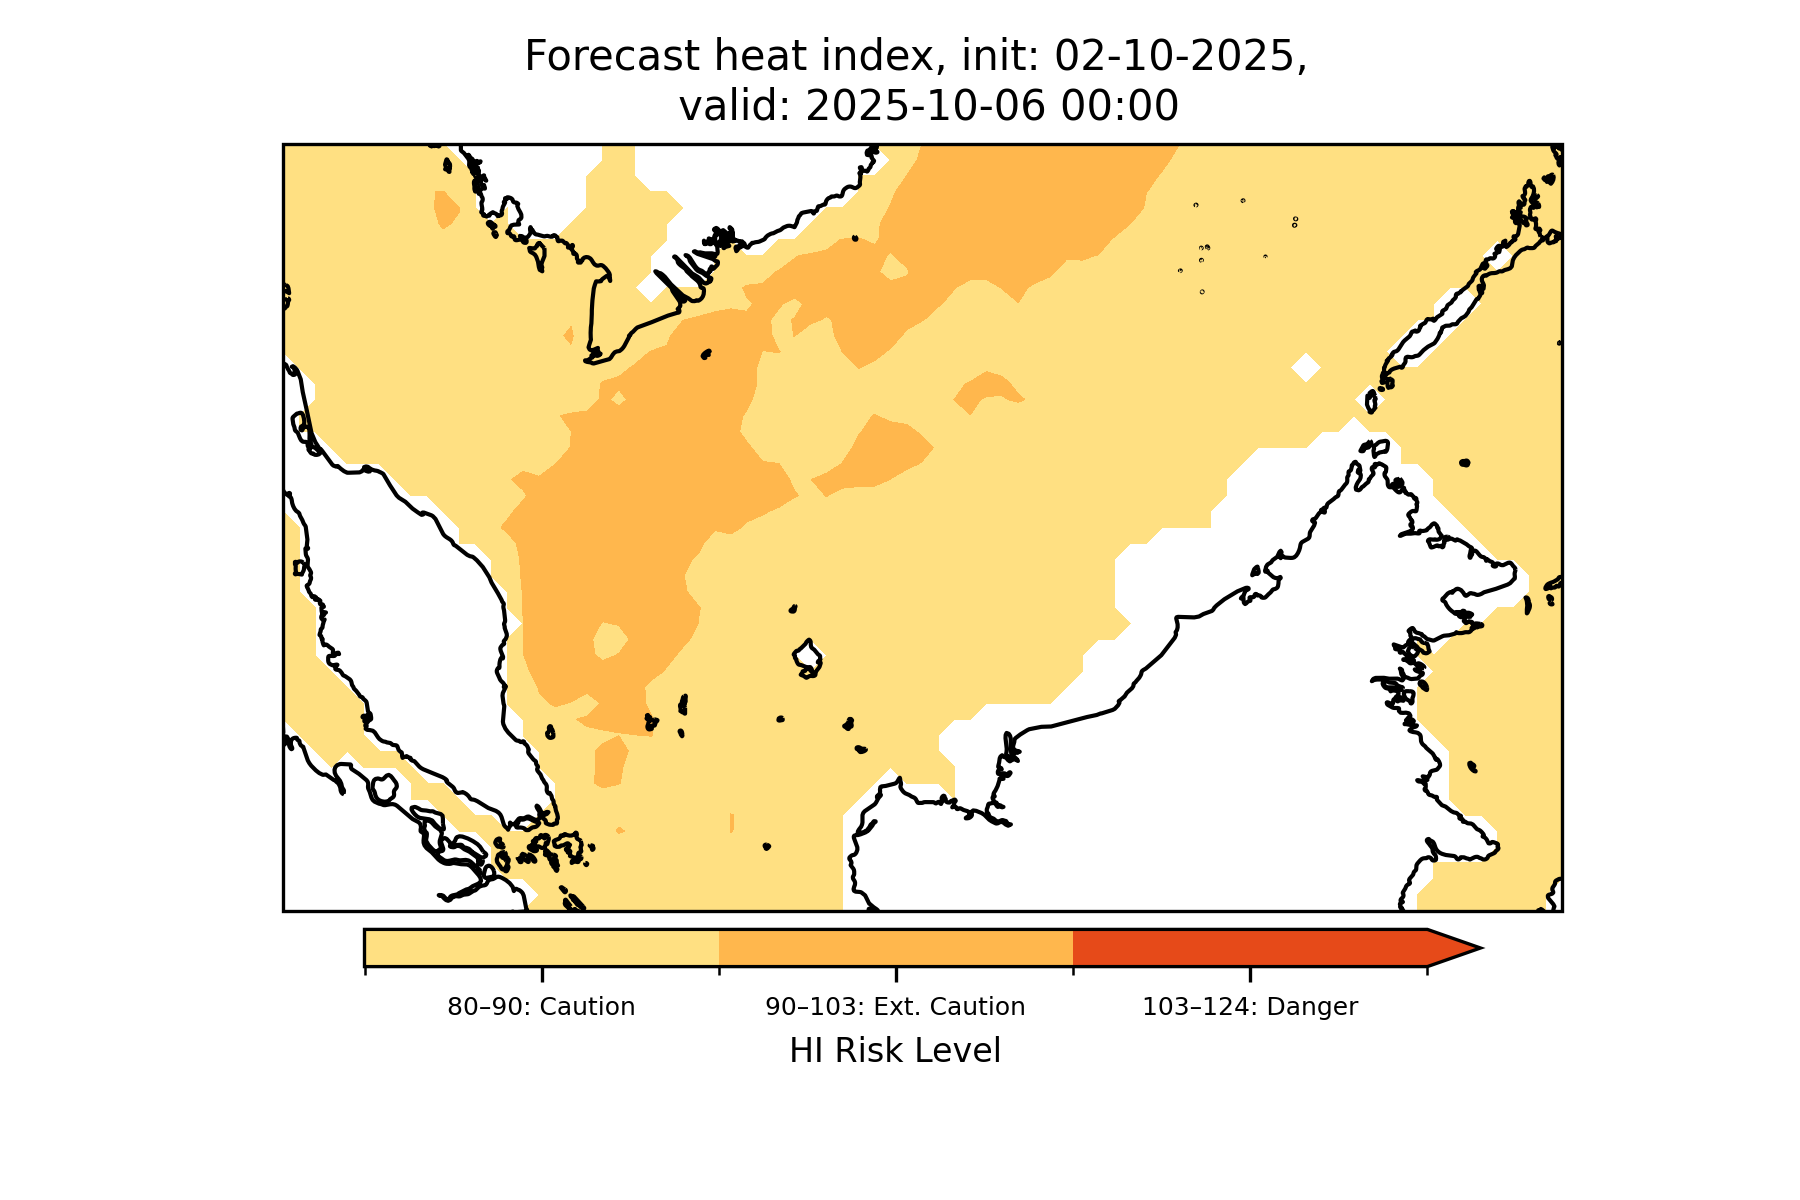 Forecast heat index, init: 02-10-2025,
valid: 2025-10-06 00:00
80–90: Caution
90–103: Ext. Caution
103–124: Danger
HI Risk Level